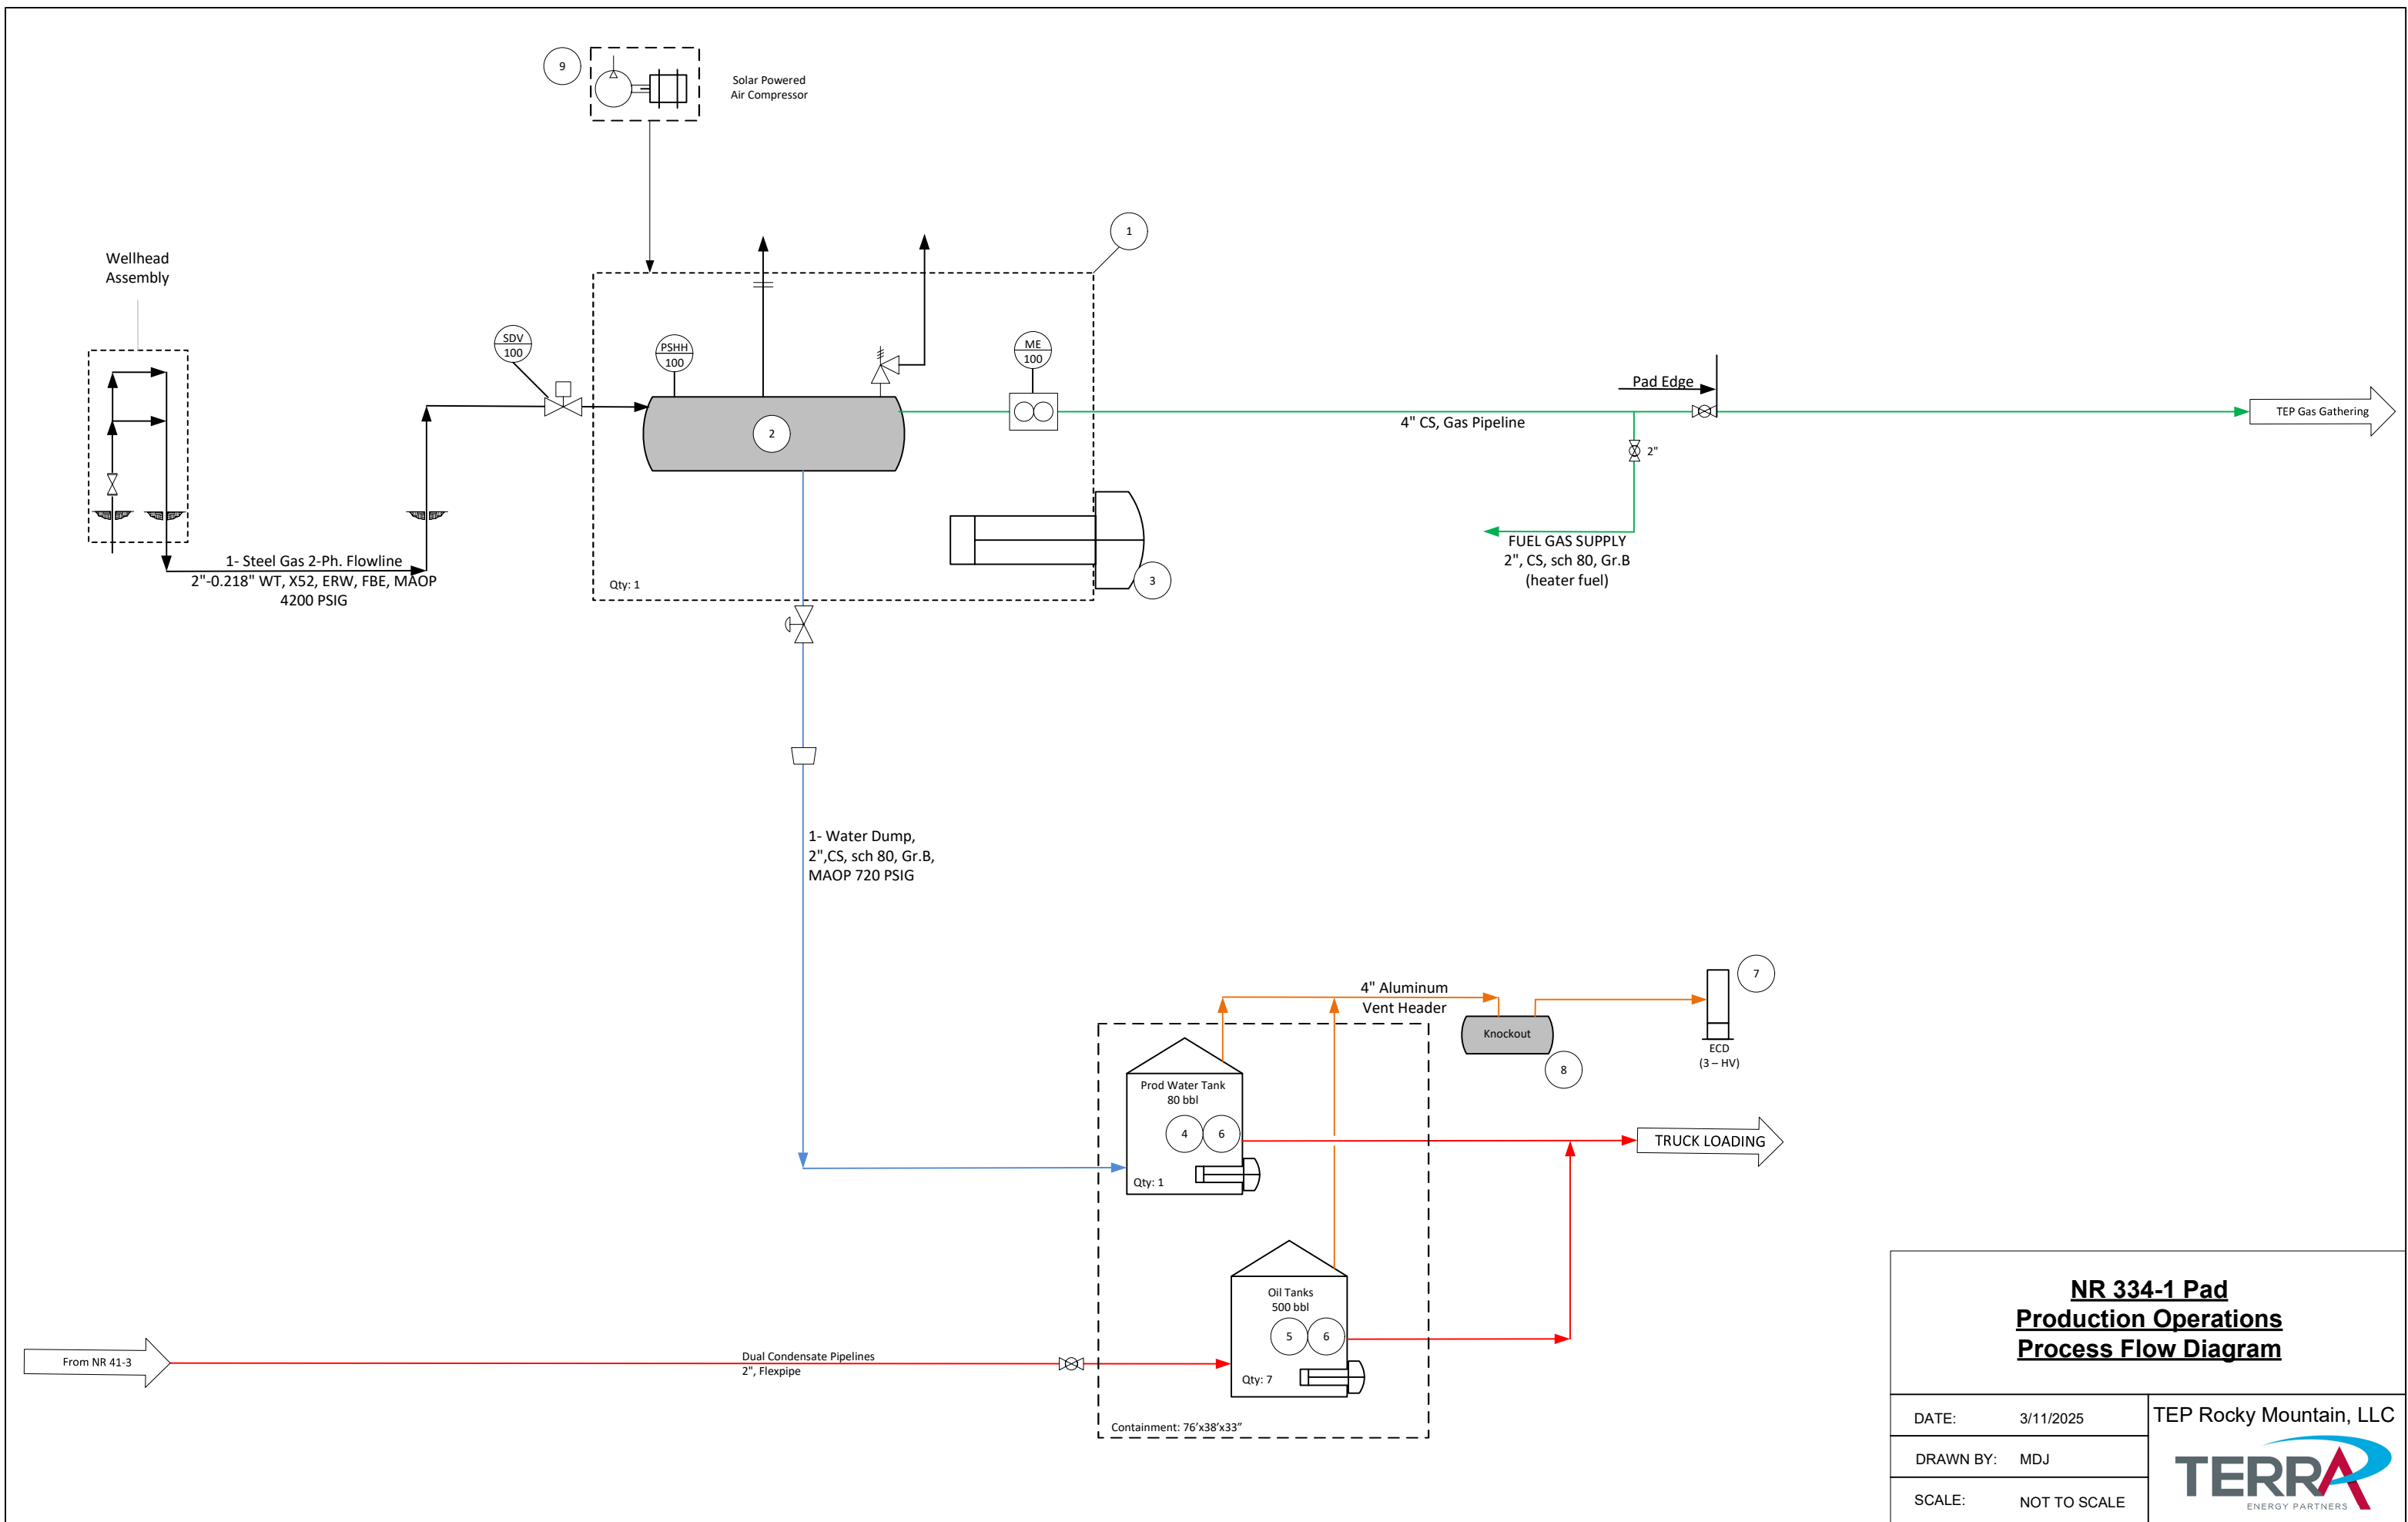 9
Solar Powered
Air Compressor
1
Wellhead
Assembly
SDV
100
PSHH
100
ME
100
2
Pad Edge
4" CS, Gas Pipeline
TEP Gas Gathering
2"
FUEL GAS SUPPLY
2", CS, sch 80, Gr.B
(heater fuel)
1- Steel Gas 2-Ph. Flowline
2"-0.218" WT, X52, ERW, FBE, MAOP
4200 PSIG
Qty: 1
3
1- Water Dump,
2",CS, sch 80, Gr.B,
MAOP 720 PSIG
4" Aluminum
Vent Header
7
Knockout
ECD
(3 – HV)
8
Prod Water Tank
80 bbl
4
6
Qty: 1
TRUCK LOADING
Oil Tanks
500 bbl
5
6
Qty: 7
From NR 41-3
Dual Condensate Pipelines
2", Flexpipe
Containment: 76’x38’x33”
NR 334-1 Pad
Production Operations
Process Flow Diagram
DATE: 3/11/2025
TEP Rocky Mountain, LLC
DRAWN BY: MDJ
TERRA
ENERGY PARTNERS
SCALE: NOT TO SCALE